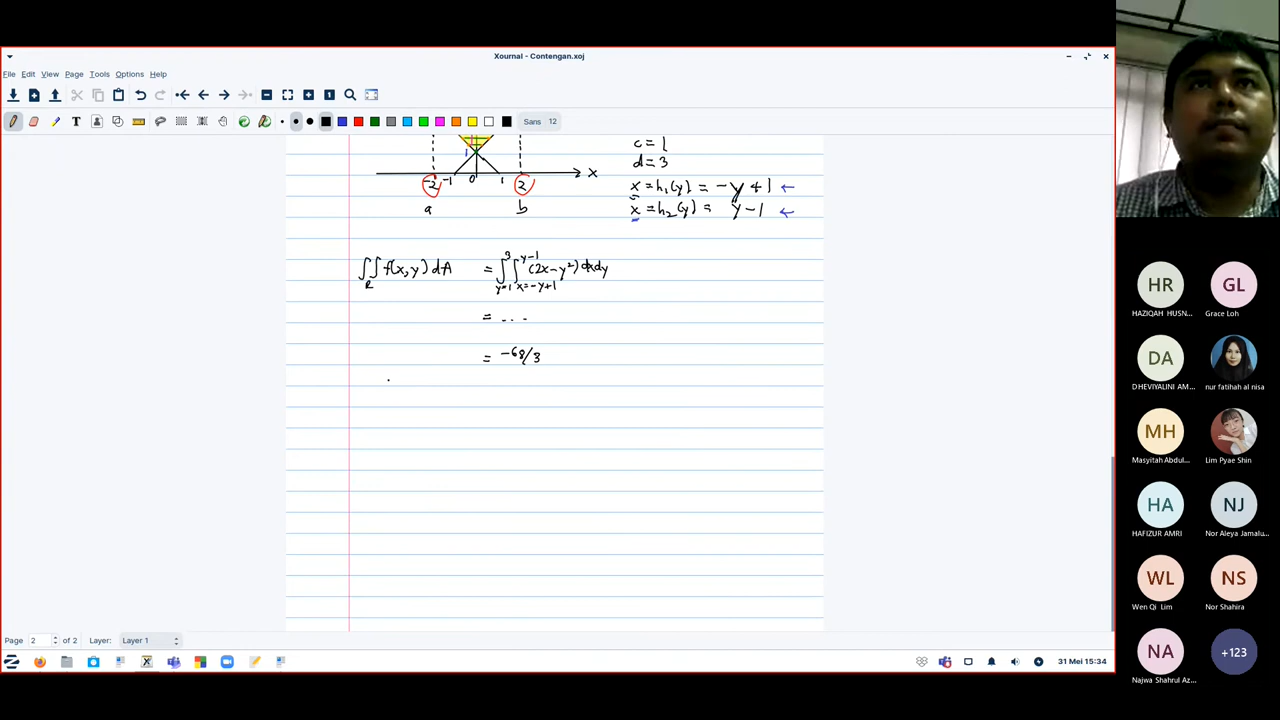 Xournal - Contengan.xoj
File Edit View Page Tools Options Help
Sans 12
c = 1
d = 3
x = h₁(y) = -y + 1 ←
x = h₂(y) = y - 1 ←
1
-2 -1 0 1 2 x
a b
∬ f(x,y) dA = ∫ ∫ (2x - y²) dx dy
R y=1 3 x=-y+1 y-1
= ...
= -68/3
Page 2 of 2 Layer: Layer 1
31 Mei 15:34
HR GL
HAZIQAH HUSN... Grace Loh
DA
DHEVIYALINI AM... nur fatihah al nisa
MH
Masyitah Abdul... Lim Pyae Shin
HA NJ
HAFIZUR AMRI Nor Aleya Jamalu...
WL NS
Wen Qi Lim Nor Shahira
NA +123
Najwa Shahrul Az...